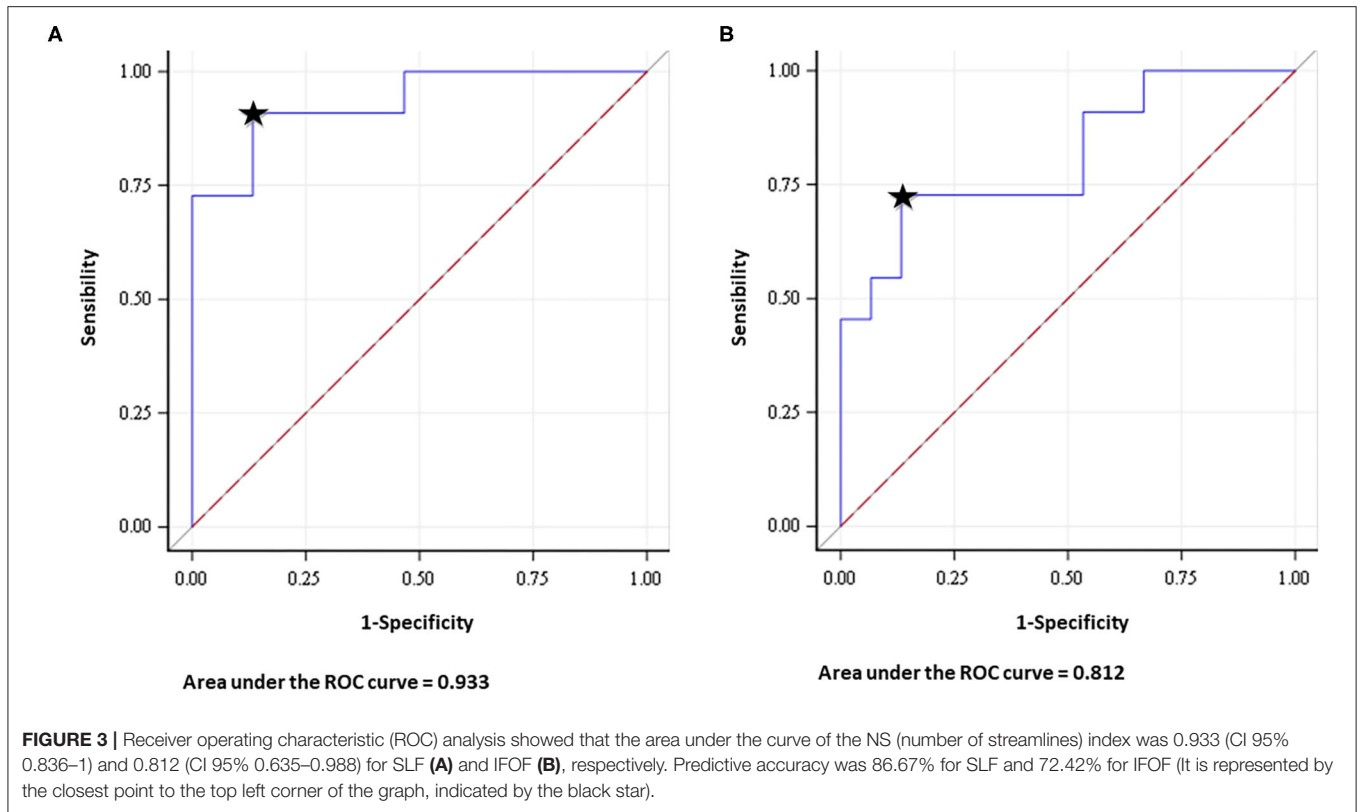 A
1.00
0.75
0.50
0.25
0.00
Sensibility
0.00 0.25 0.50 0.75 1.00
1-Specificity
Area under the ROC curve = 0.933
B
1.00
0.75
0.50
0.25
0.00
Sensibility
0.00 0.25 0.50 0.75 1.00
1-Specificity
Area under the ROC curve = 0.812
FIGURE 3 | Receiver operating characteristic (ROC) analysis showed that the area under the curve of the NS (number of streamlines) index was 0.933 (CI 95%
0.836–1) and 0.812 (CI 95% 0.635–0.988) for SLF (A) and IFOF (B), respectively. Predictive accuracy was 86.67% for SLF and 72.42% for IFOF (It is represented by
the closest point to the top left corner of the graph, indicated by the black star).